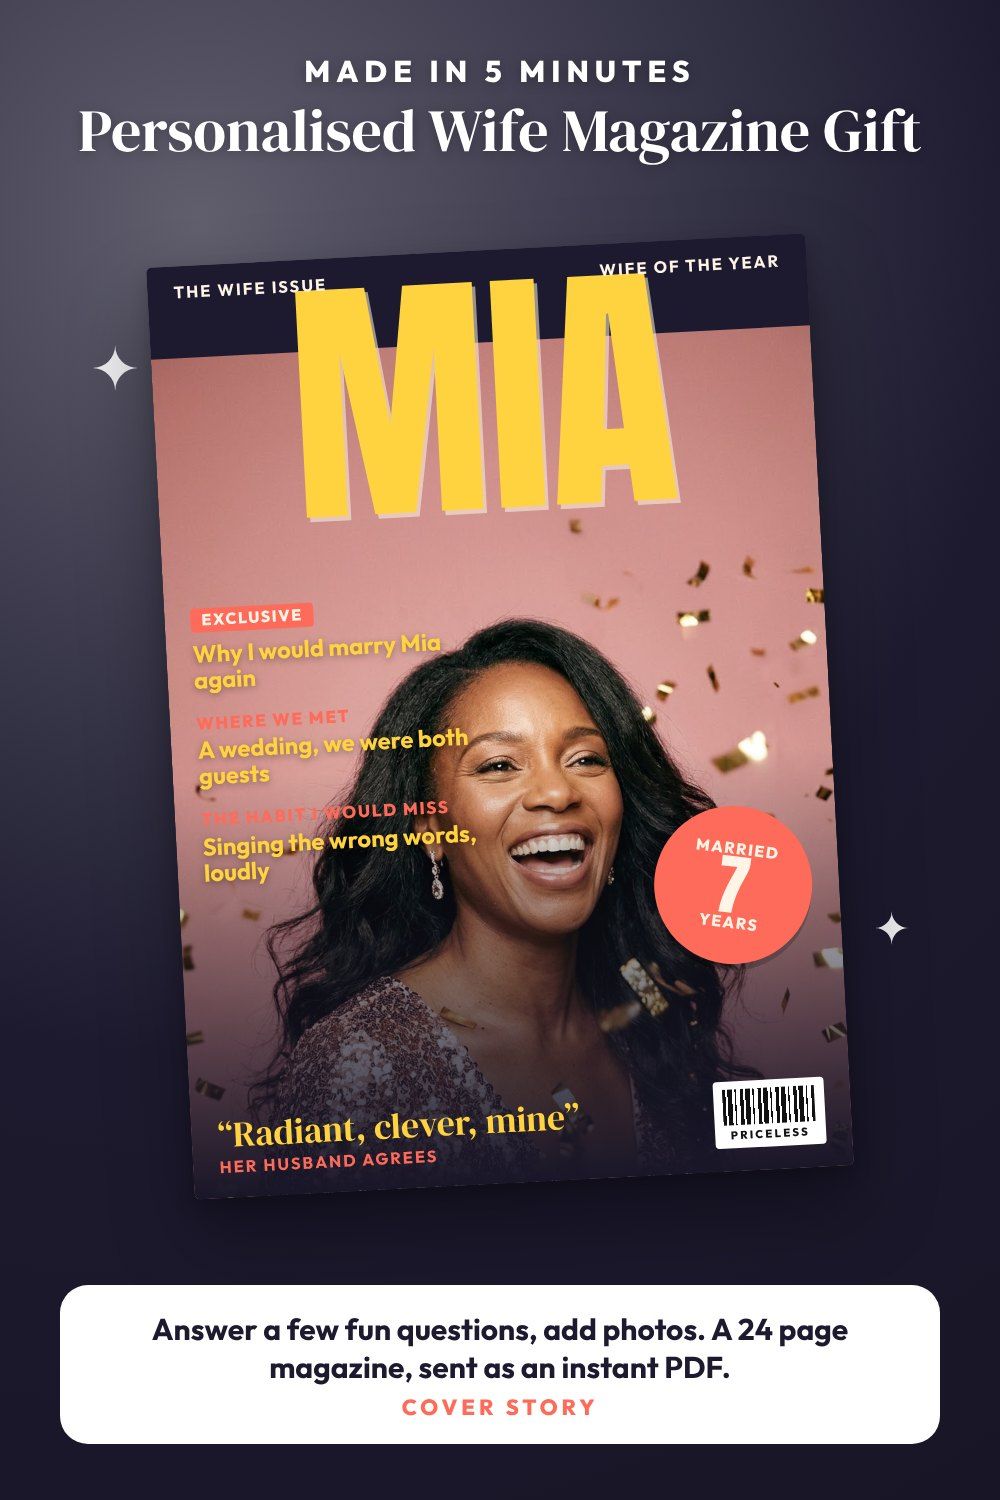 MADE IN 5 MINUTES
Personalised Wife Magazine Gift
THE WIFE ISSUE
WIFE OF THE YEAR
MIA
EXCLUSIVE
Why I would marry Mia
again
WHERE WE MET
A wedding, we were both
guests
THE HABIT I WOULD MISS
Singing the wrong words,
loudly
MARRIED
7
YEARS
“Radiant, clever, mine”
HER HUSBAND AGREES
PRICELESS
Answer a few fun questions, add photos. A 24 page
magazine, sent as an instant PDF.
COVER STORY